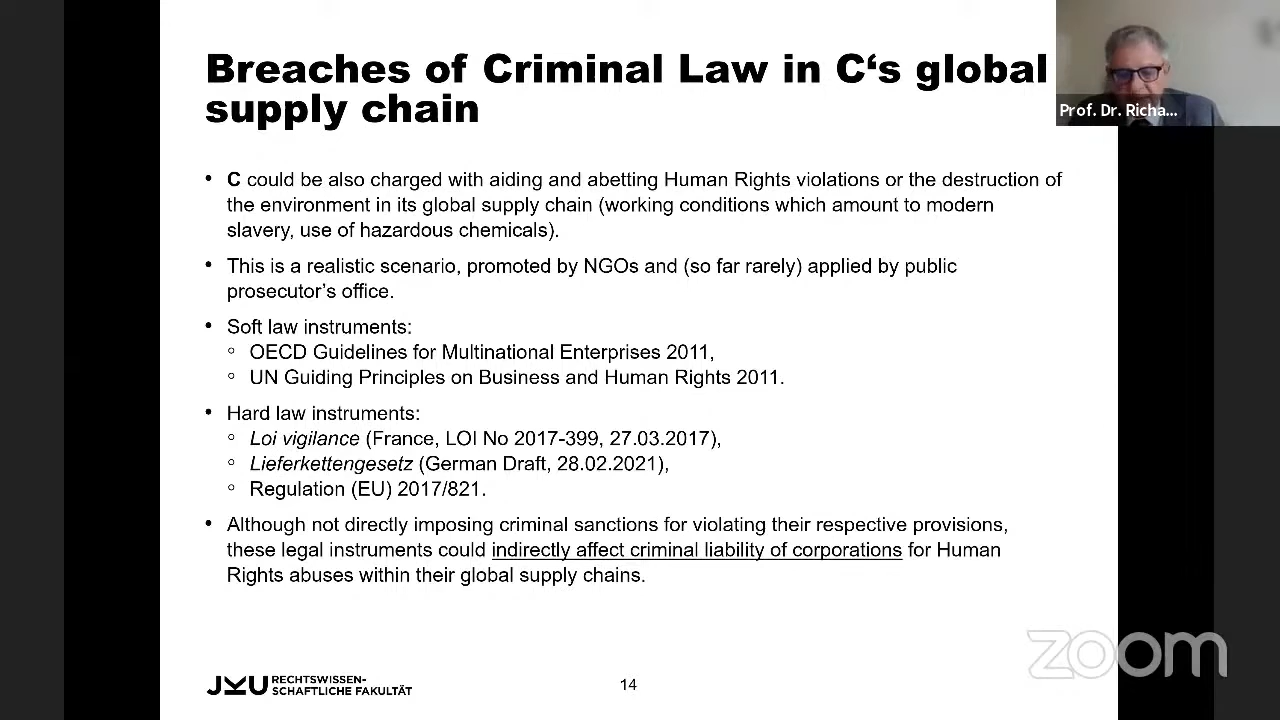 Breaches of Criminal Law in C‘s global
supply chain
Prof. Dr. Richa...
• C could be also charged with aiding and abetting Human Rights violations or the destruction of
the environment in its global supply chain (working conditions which amount to modern
slavery, use of hazardous chemicals).
• This is a realistic scenario, promoted by NGOs and (so far rarely) applied by public
prosecutor’s office.
• Soft law instruments:
° OECD Guidelines for Multinational Enterprises 2011,
° UN Guiding Principles on Business and Human Rights 2011.
• Hard law instruments:
° Loi vigilance (France, LOI No 2017-399, 27.03.2017),
° Lieferkettengesetz (German Draft, 28.02.2021),
° Regulation (EU) 2017/821.
• Although not directly imposing criminal sanctions for violating their respective provisions,
these legal instruments could indirectly affect criminal liability of corporations for Human
Rights abuses within their global supply chains.
zoom
JKU RECHTSWISSEN-
SCHAFTLICHE FAKULTÄT
14